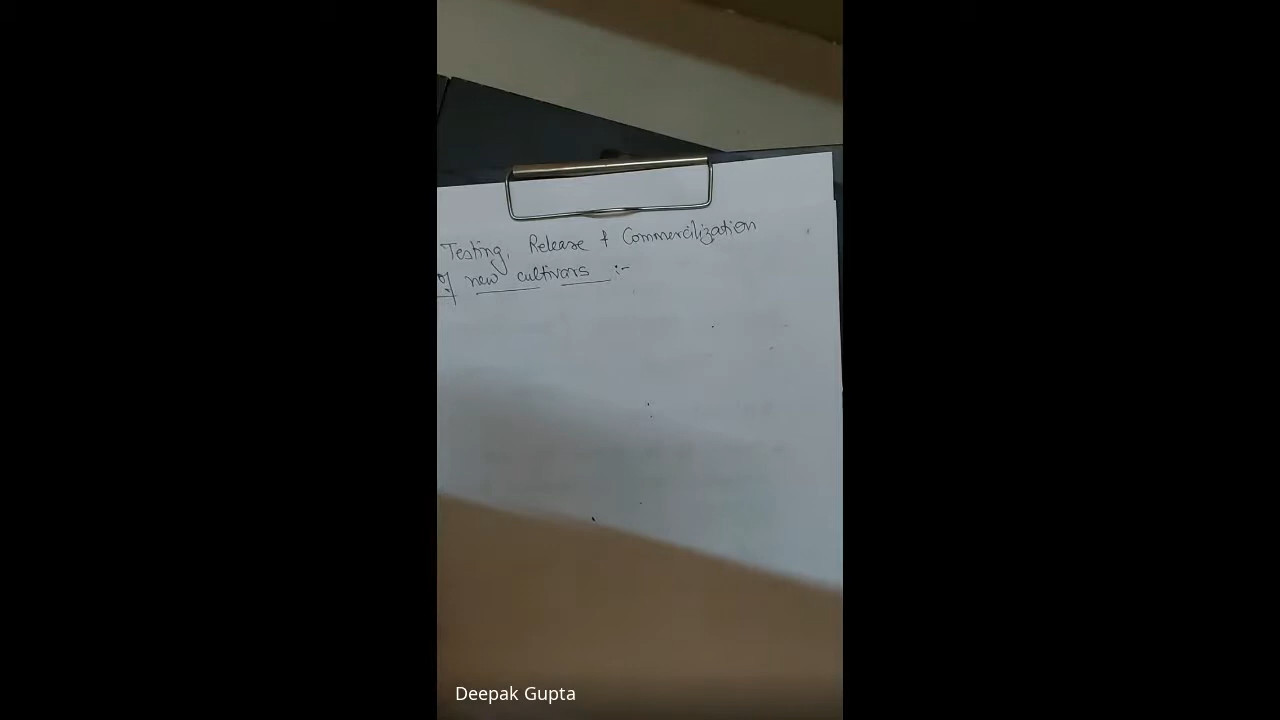 Testing, Release + Commercilization
of new cultivars :-
Deepak Gupta